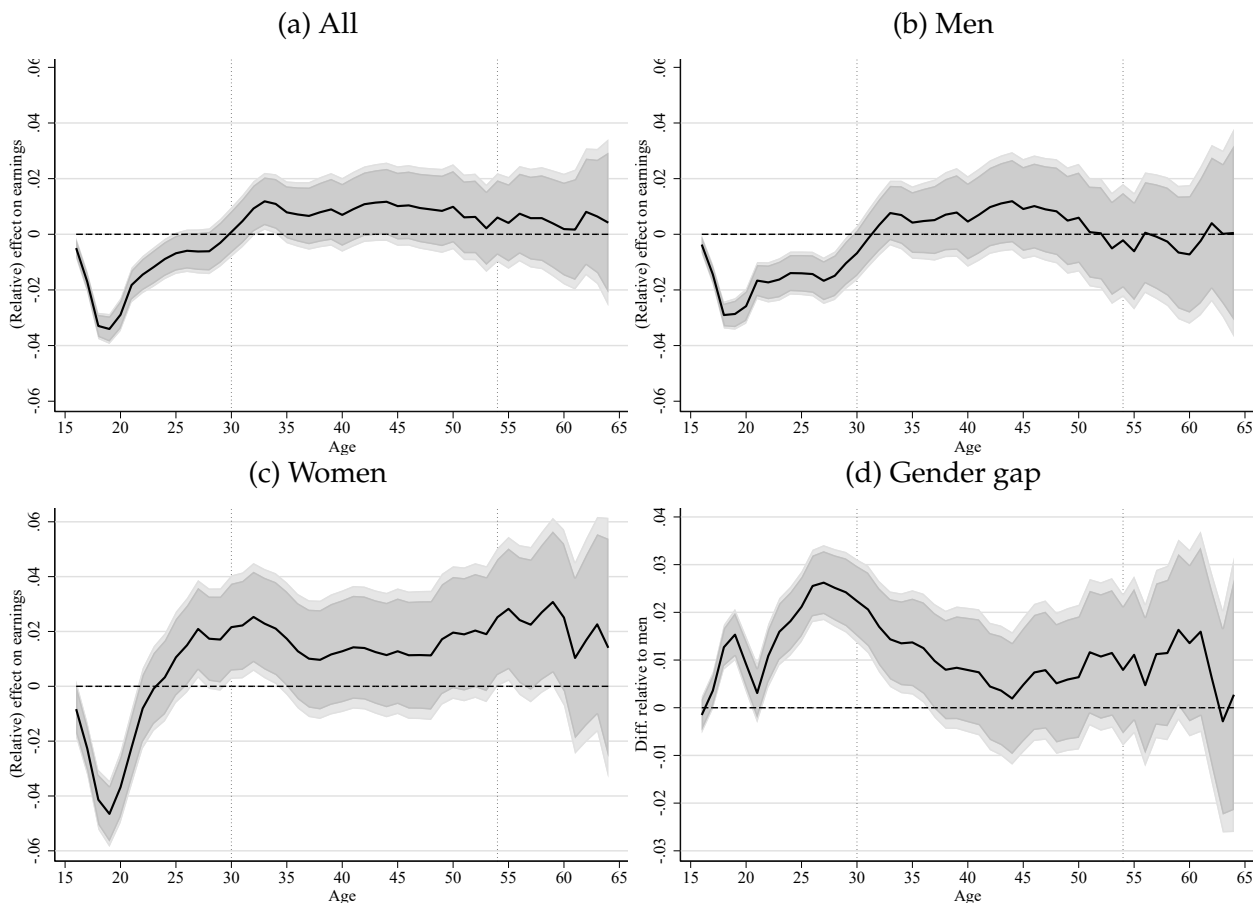 (a) All
(Relative) effect on earnings
.06
.04
.02
0
-.02
-.04
-.06
15 20 25 30 35 40 45 50 55 60 65
Age
(b) Men
(Relative) effect on earnings
.06
.04
.02
0
-.02
-.04
-.06
15 20 25 30 35 40 45 50 55 60 65
Age
(c) Women
(Relative) effect on earnings
.06
.04
.02
0
-.02
-.04
-.06
15 20 25 30 35 40 45 50 55 60 65
Age
(d) Gender gap
Diff. relative to men
.04
.03
.02
.01
0
-.01
-.02
-.03
15 20 25 30 35 40 45 50 55 60 65
Age